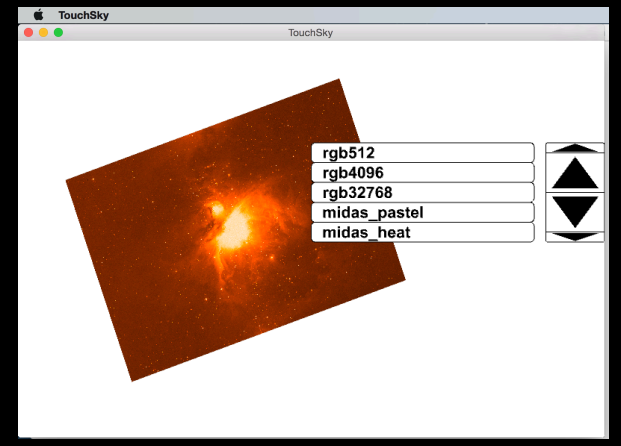 TouchSky
TouchSky
rgb512
rgb4096
rgb32768
midas_pastel
midas_heat